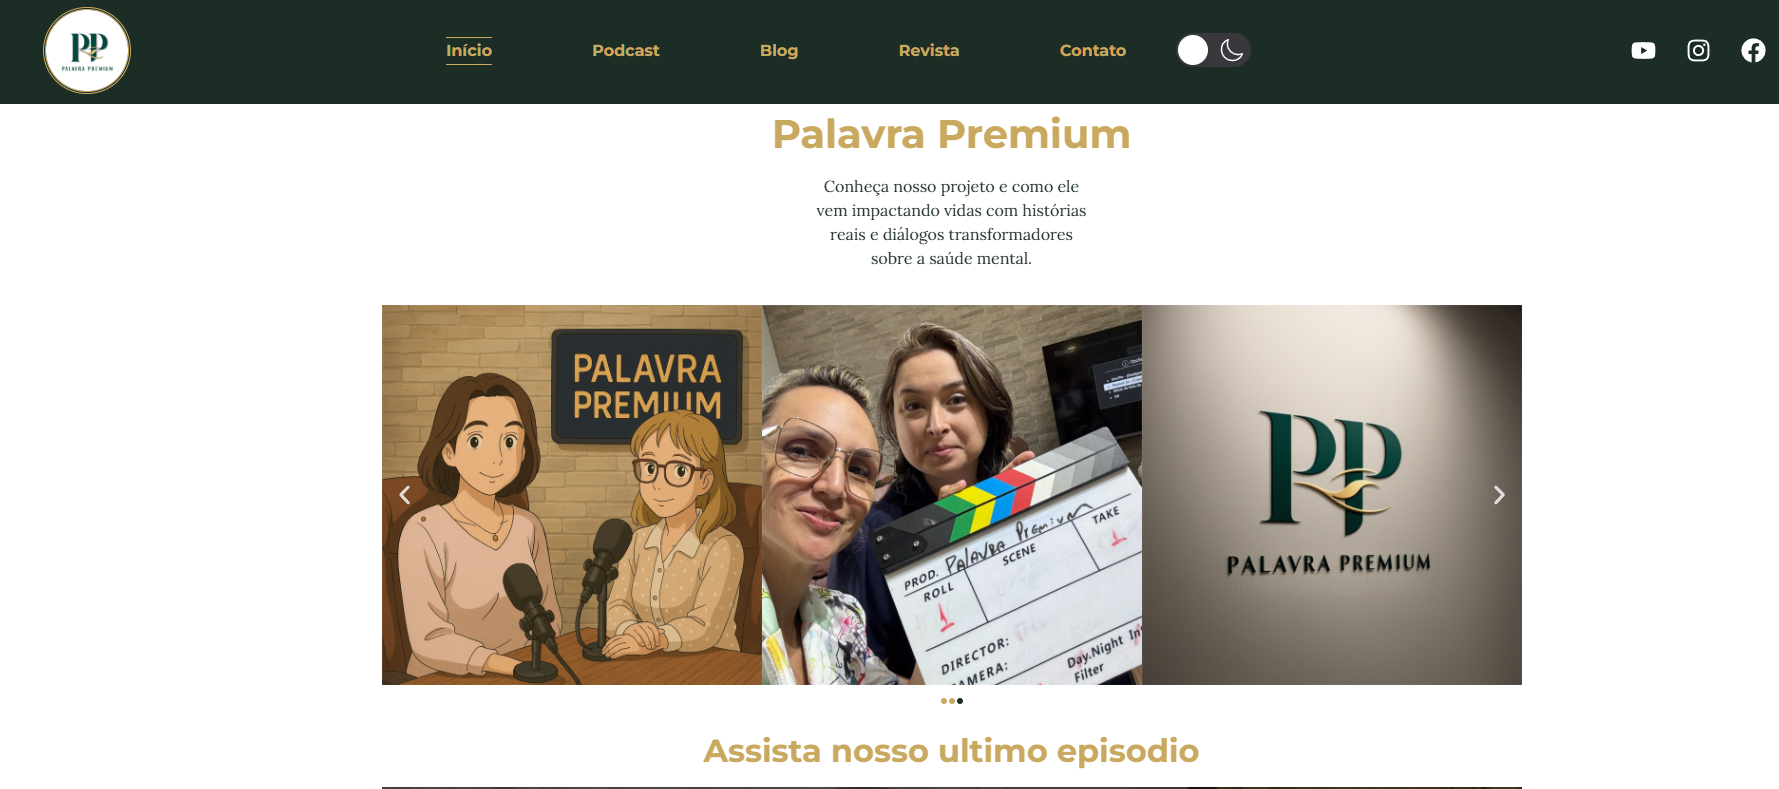 PP
PALAVRA PREMIUM
Início
Podcast
Blog
Revista
Contato
Palavra Premium
Conheça nosso projeto e como ele
vem impactando vidas com histórias
reais e diálogos transformadores
sobre a saúde mental.
PALAVRA
PREMIUM
PROD. Palavra Premium
ROLL
SCENE
TAKE
1
1
DIRECTOR:
CAMERA:
Day.Night
Filter
PP
PALAVRA PREMIUM
Assista nosso ultimo episodio